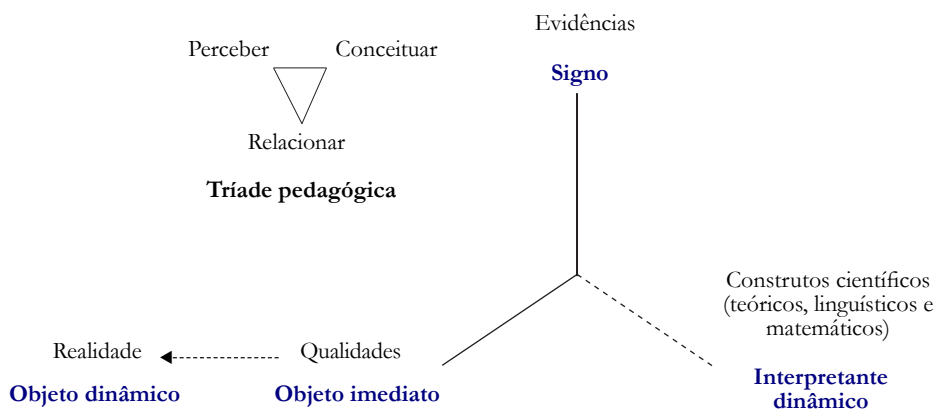 Evidências
Signo
Perceber
Conceituar
Relacionar
Tríade pedagógica
Construtos científicos
(teóricos, linguísticos e
matemáticos)
Interpretante
dinâmico
Realidade
Objeto dinâmico
Qualidades
Objeto imediato